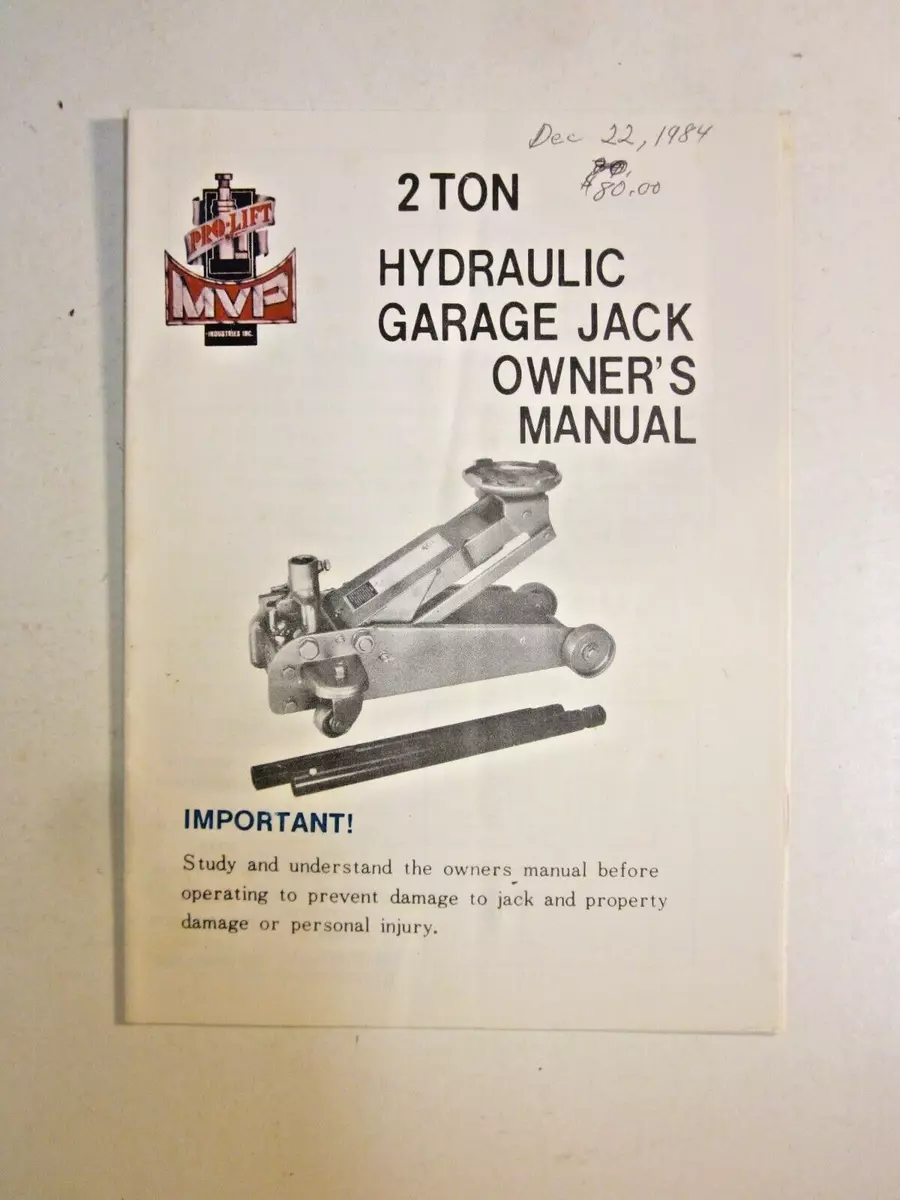 Dec 22, 1984
$80.00
2 TON
PRO-LIFT
MVP
INDUSTRIES INC.
HYDRAULIC
GARAGE JACK
OWNER'S
MANUAL
IMPORTANT!
Study and understand the owners manual before
operating to prevent damage to jack and property
damage or personal injury.